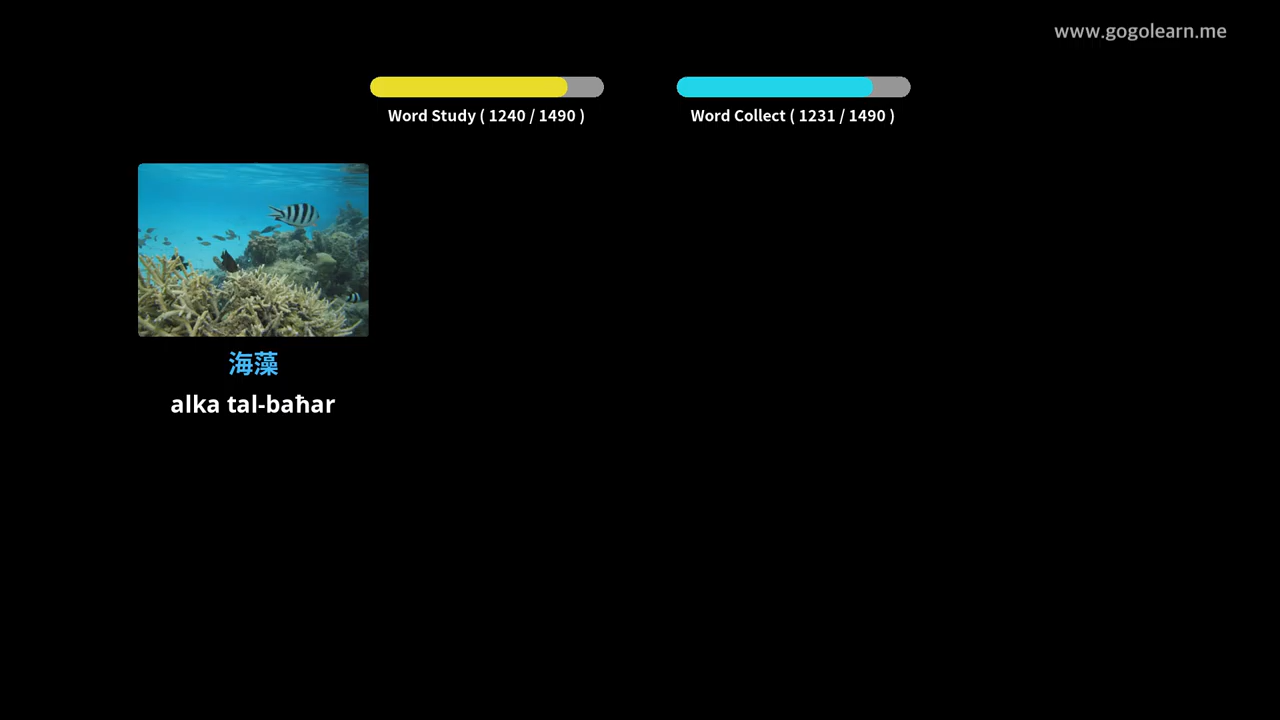 www.gogolearn.me
Word Study ( 1240 / 1490 )
Word Collect ( 1231 / 1490 )
海藻
alka tal-baħar